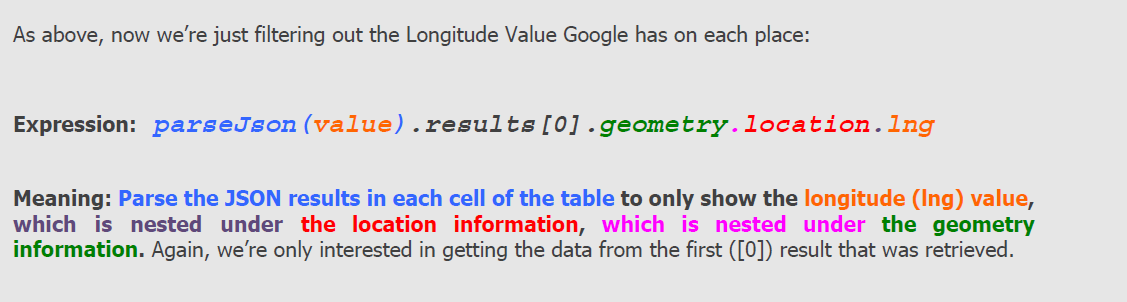 As above, now we're just filtering out the Longitude Value Google has on each place:
Expression: parseJson(value).results[0].geometry.location.lng
Meaning: Parse the JSON results in each cell of the table to only show the longitude (lng) value,
which is nested under the location information, which is nested under the geometry
information. Again, we're only interested in getting the data from the first ([0]) result that was retrieved.